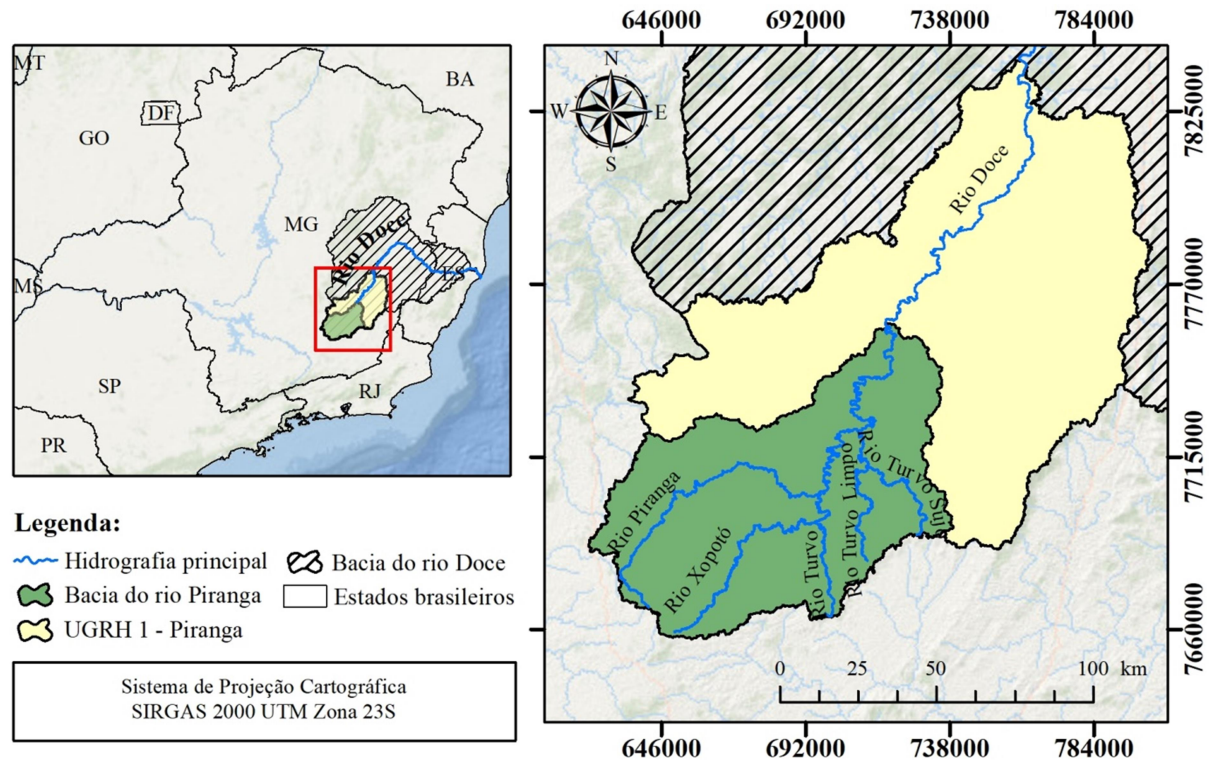 MT
BA
DF
GO
MG
Rio Doce
ES
MS
SP
RJ
PR
646000 692000 738000 784000
N
W E
S
7825000
7770000
7715000
7660000
Rio Doce
Rio Piranga
Rio Xopotó
Rio Turvo
Rio Turvo Limpo
Rio Turvo Suj
0 25 50 100 km
646000 692000 738000 784000
Legenda:
Hidrografia principal
Bacia do rio Doce
Bacia do rio Piranga
Estados brasileiros
UGRH 1 - Piranga
Sistema de Projeção Cartográfica
SIRGAS 2000 UTM Zona 23S